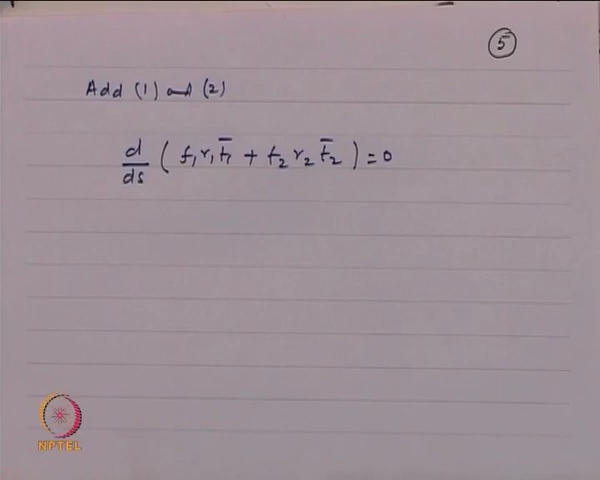 5
Add (1) and (2)
d/ds ( f₁ r₁ t̄₁ + f₂ r₂ t̄₂ ) = 0
NPTEL